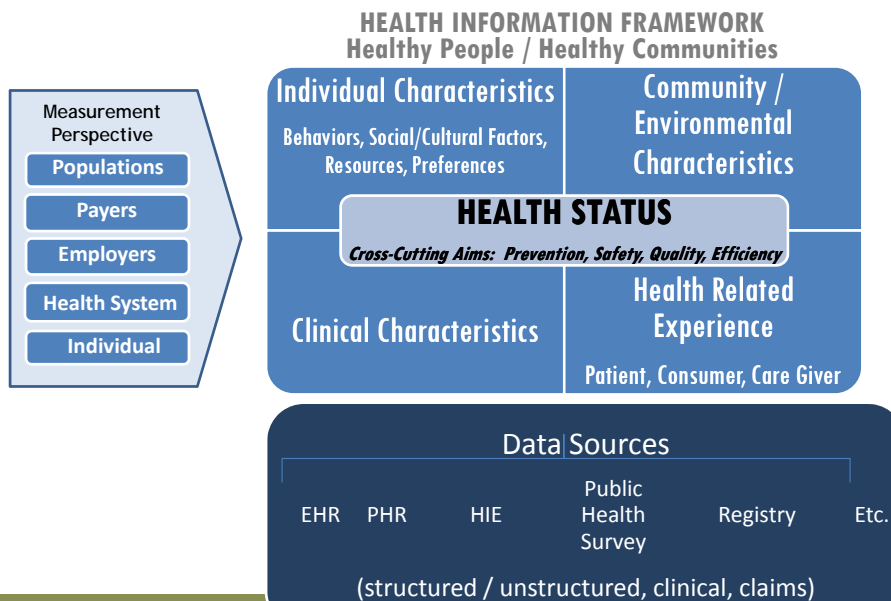 HEALTH INFORMATION FRAMEWORK
Healthy People / Healthy Communities
Measurement
Perspective
Populations
Payers
Employers
Health System
Individual
Individual Characteristics
Behaviors, Social/Cultural Factors,
Resources, Preferences
Community /
Environmental
Characteristics
HEALTH STATUS
Cross-Cutting Aims: Prevention, Safety, Quality, Efficiency
Clinical Characteristics
Health Related
Experience
Patient, Consumer, Care Giver
Data Sources
EHR
PHR
HIE
Public
Health
Survey
Registry
Etc.
(structured / unstructured, clinical, claims)